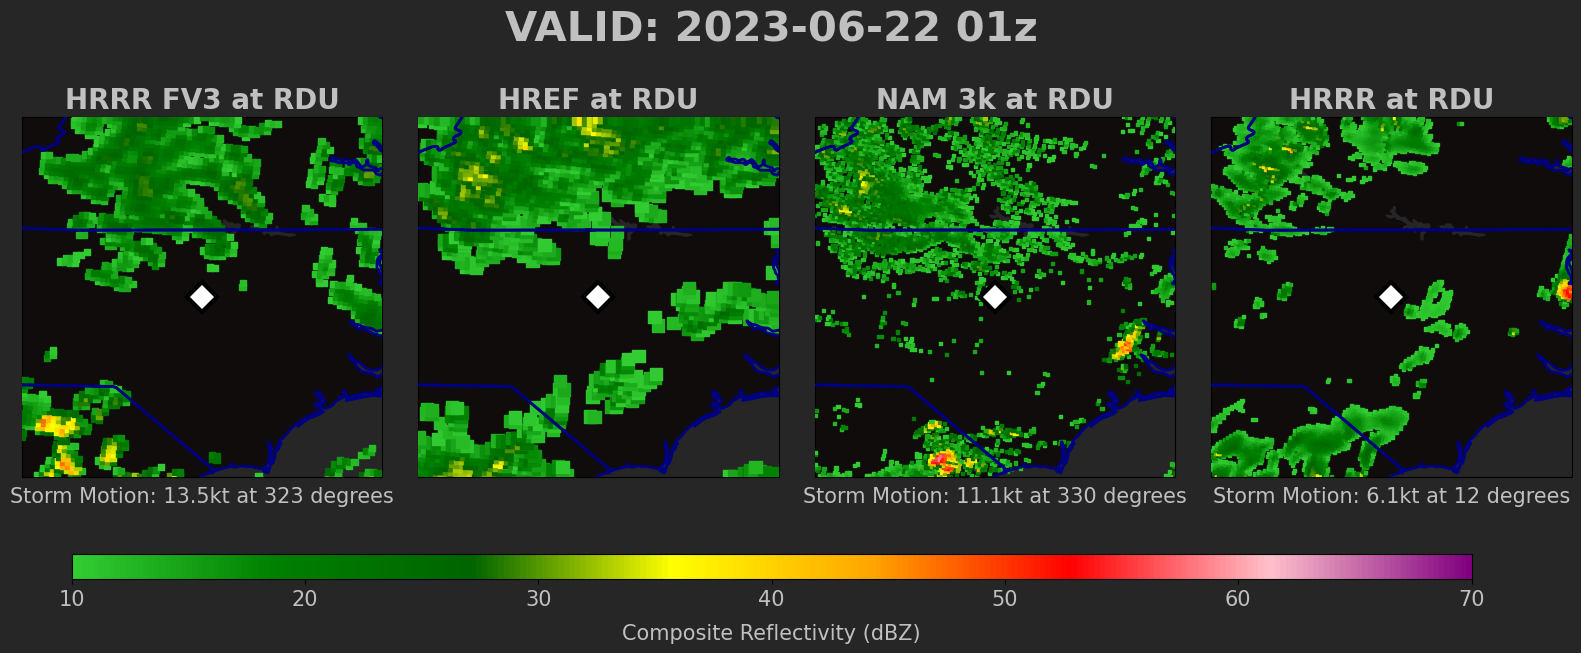 VALID: 2023-06-22 01z
HRRR FV3 at RDU
HREF at RDU
NAM 3k at RDU
HRRR at RDU
Storm Motion: 13.5kt at 323 degrees
Storm Motion: 11.1kt at 330 degrees
Storm Motion: 6.1kt at 12 degrees
10 20 30 40 50 60 70
Composite Reflectivity (dBZ)